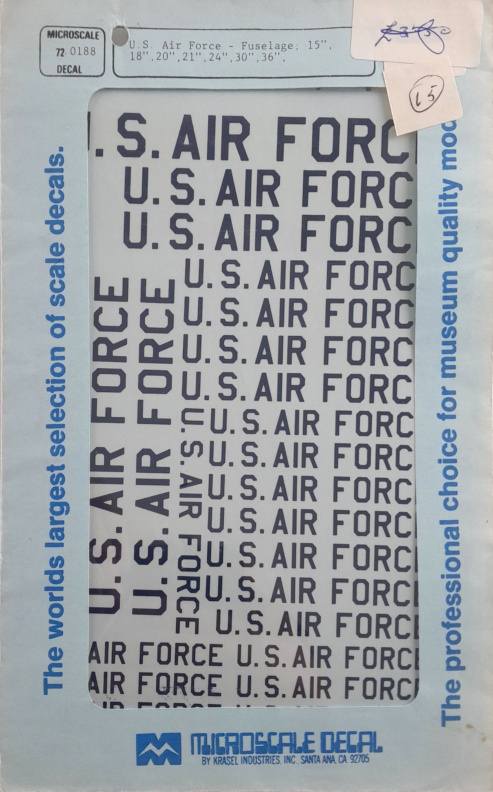 MICROSCALE
72-0188
DECAL
U.S. Air Force - Fuselage; 15",
18",20",21",24",30",36".
15
The worlds largest selection of scale decals.
The professional choice for museum quality moc
. S. AIR FORC
U. S. AIR FORC
U. S. AIR FORC
U. S. AIR FORC
U. S. AIR FORC
U. S. AIR FORC
U. S. AIR FORC
U. S. AIR FORC
U. S. AIR FORC
U. S. AIR FORC
U. S. AIR FORC
U. S. AIR FORC
U. S. AIR FORC
U. S. AIR FORC
U. S. AIR FORCE
U. S. AIR FORCE
U. S. AIR FORCE
AIR FORCE U. S. AIR FORC
AIR FORCE U. S. AIR FORC
MICROSCALE DECAL
BY KRASEL INDUSTRIES, INC. SANTA ANA, CA 92705